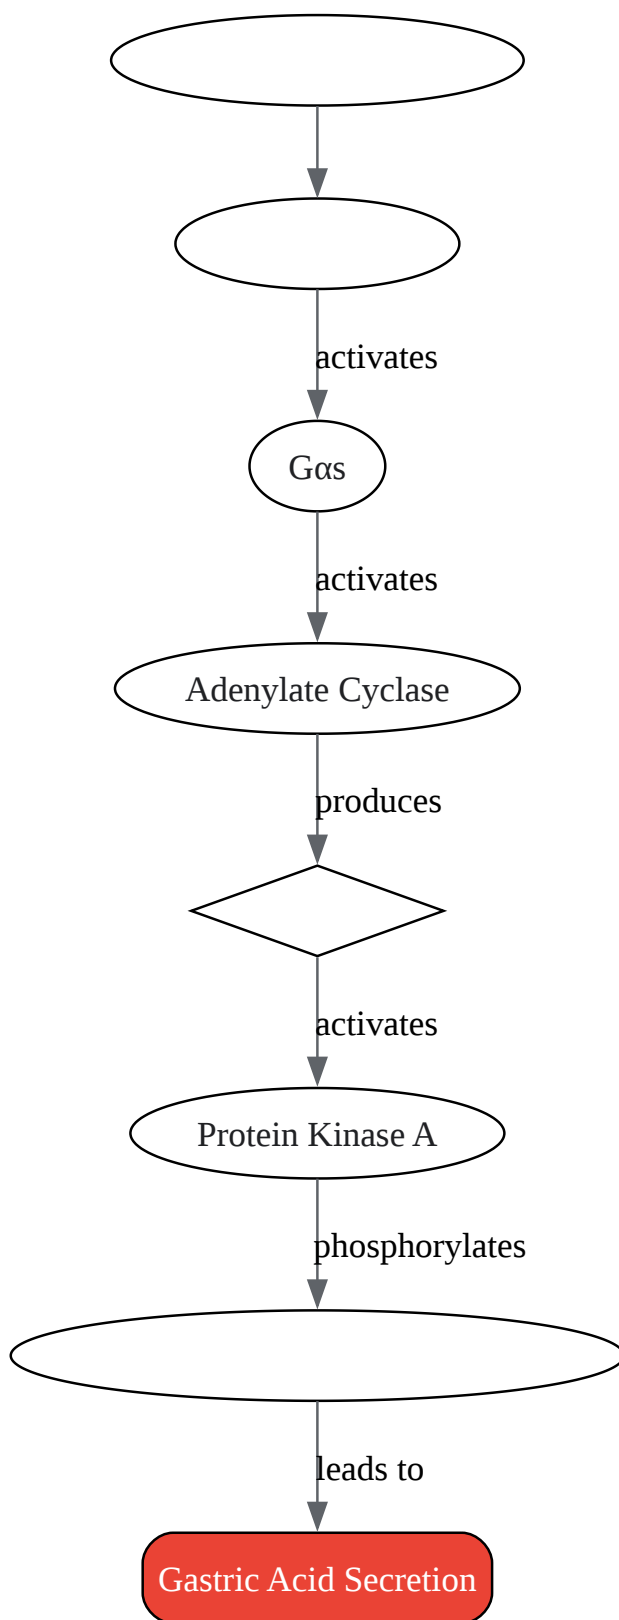 activates
Gαs
activates
Adenylate Cyclase
produces
activates
Protein Kinase A
phosphorylates
leads to
Gastric Acid Secretion